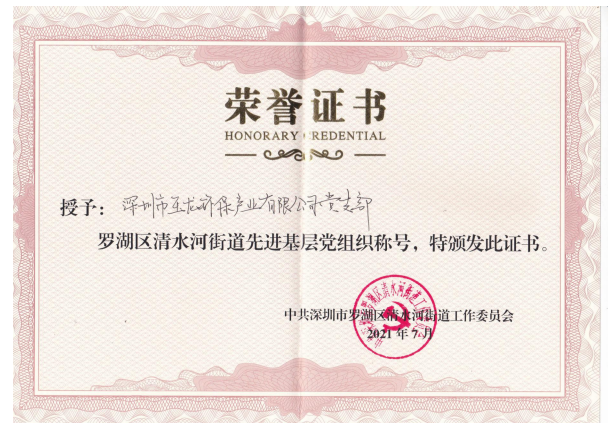 荣誉证书
HONORARY CREDENTIAL
授予：深圳市玉龙环保产业有限公司党支部
罗湖区清水河街道先进基层党组织称号，特颁发此证书。
中共深圳市罗湖区清水河街道工作委员会
2021年7月